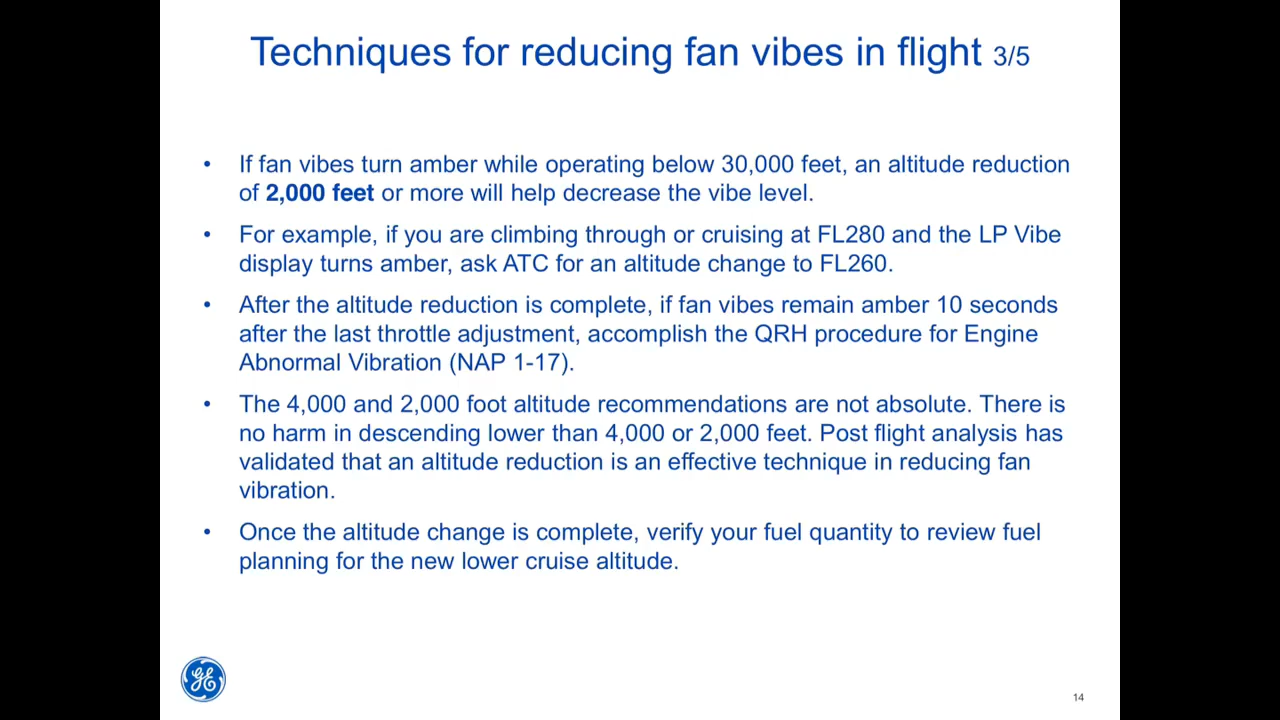 Techniques for reducing fan vibes in flight 3/5
• If fan vibes turn amber while operating below 30,000 feet, an altitude reduction
of 2,000 feet or more will help decrease the vibe level.
• For example, if you are climbing through or cruising at FL280 and the LP Vibe
display turns amber, ask ATC for an altitude change to FL260.
• After the altitude reduction is complete, if fan vibes remain amber 10 seconds
after the last throttle adjustment, accomplish the QRH procedure for Engine
Abnormal Vibration (NAP 1-17).
• The 4,000 and 2,000 foot altitude recommendations are not absolute. There is
no harm in descending lower than 4,000 or 2,000 feet. Post flight analysis has
validated that an altitude reduction is an effective technique in reducing fan
vibration.
• Once the altitude change is complete, verify your fuel quantity to review fuel
planning for the new lower cruise altitude.
GE
14